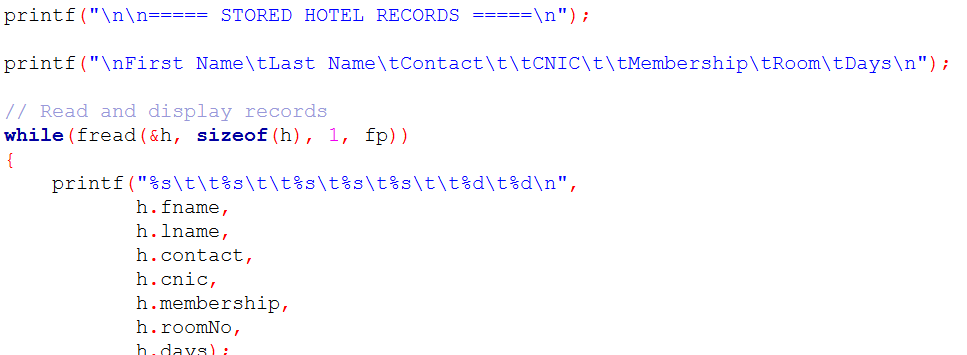 printf("\n\n===== STORED HOTEL RECORDS =====\n");
printf("\nFirst Name\tLast Name\tContact\t\tCNIC\t\tMembership\tRoom\tDays\n");
// Read and display records
while(fread(&h, sizeof(h), 1, fp))
{
    printf("%s\t\t%s\t\t%s\t%s\t%s\t\t%d\t%d\n",
           h.fname,
           h.lname,
           h.contact,
           h.cnic,
           h.membership,
           h.roomNo,
           h.days);